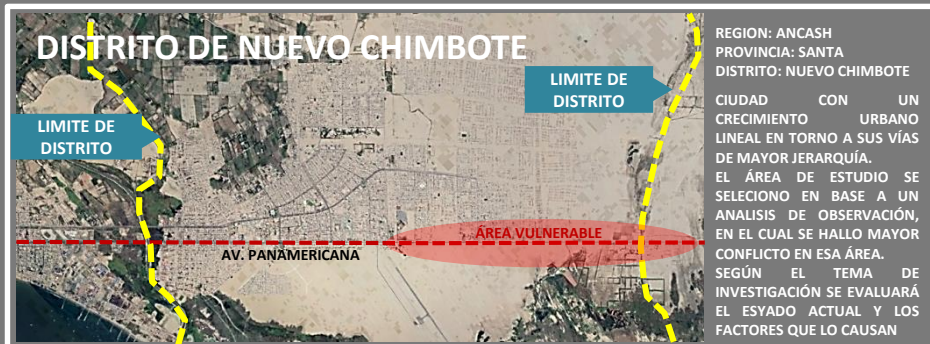 DISTRITO DE NUEVO CHIMBOTE
LIMITE DE
DISTRITO
LIMITE DE
DISTRITO
ÁREA VULNERABLE
AV. PANAMERICANA
REGION: ANCASH
PROVINCIA: SANTA
DISTRITO: NUEVO CHIMBOTE
CIUDAD CON UN
CRECIMIENTO URBANO
LINEAL EN TORNO A SUS VÍAS
DE MAYOR JERARQUÍA.
EL ÁREA DE ESTUDIO SE
SELECIONO EN BASE A UN
ANALISIS DE OBSERVACIÓN,
EN EL CUAL SE HALLO MAYOR
CONFLICTO EN ESA ÁREA.
SEGÚN EL TEMA DE
INVESTIGACIÓN SE EVALUARÁ
EL ESYADO ACTUAL Y LOS
FACTORES QUE LO CAUSAN